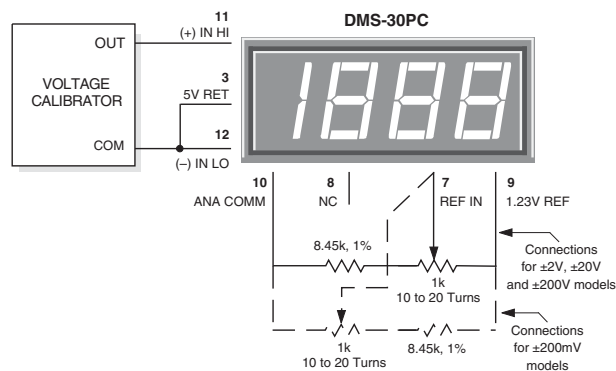 DMS-30PC
11
(+) IN HI
OUT
VOLTAGE
CALIBRATOR
3
5V RET
COM
12
(–) IN LO
1888
10
ANA COMM
8
NC
7
REF IN
9
1.23V REF
8.45k, 1%
1k
10 to 20 Turns
Connections
for ±2V, ±20V
and ±200V models
1k
10 to 20 Turns
8.45k, 1%
Connections
for ±200mV
models